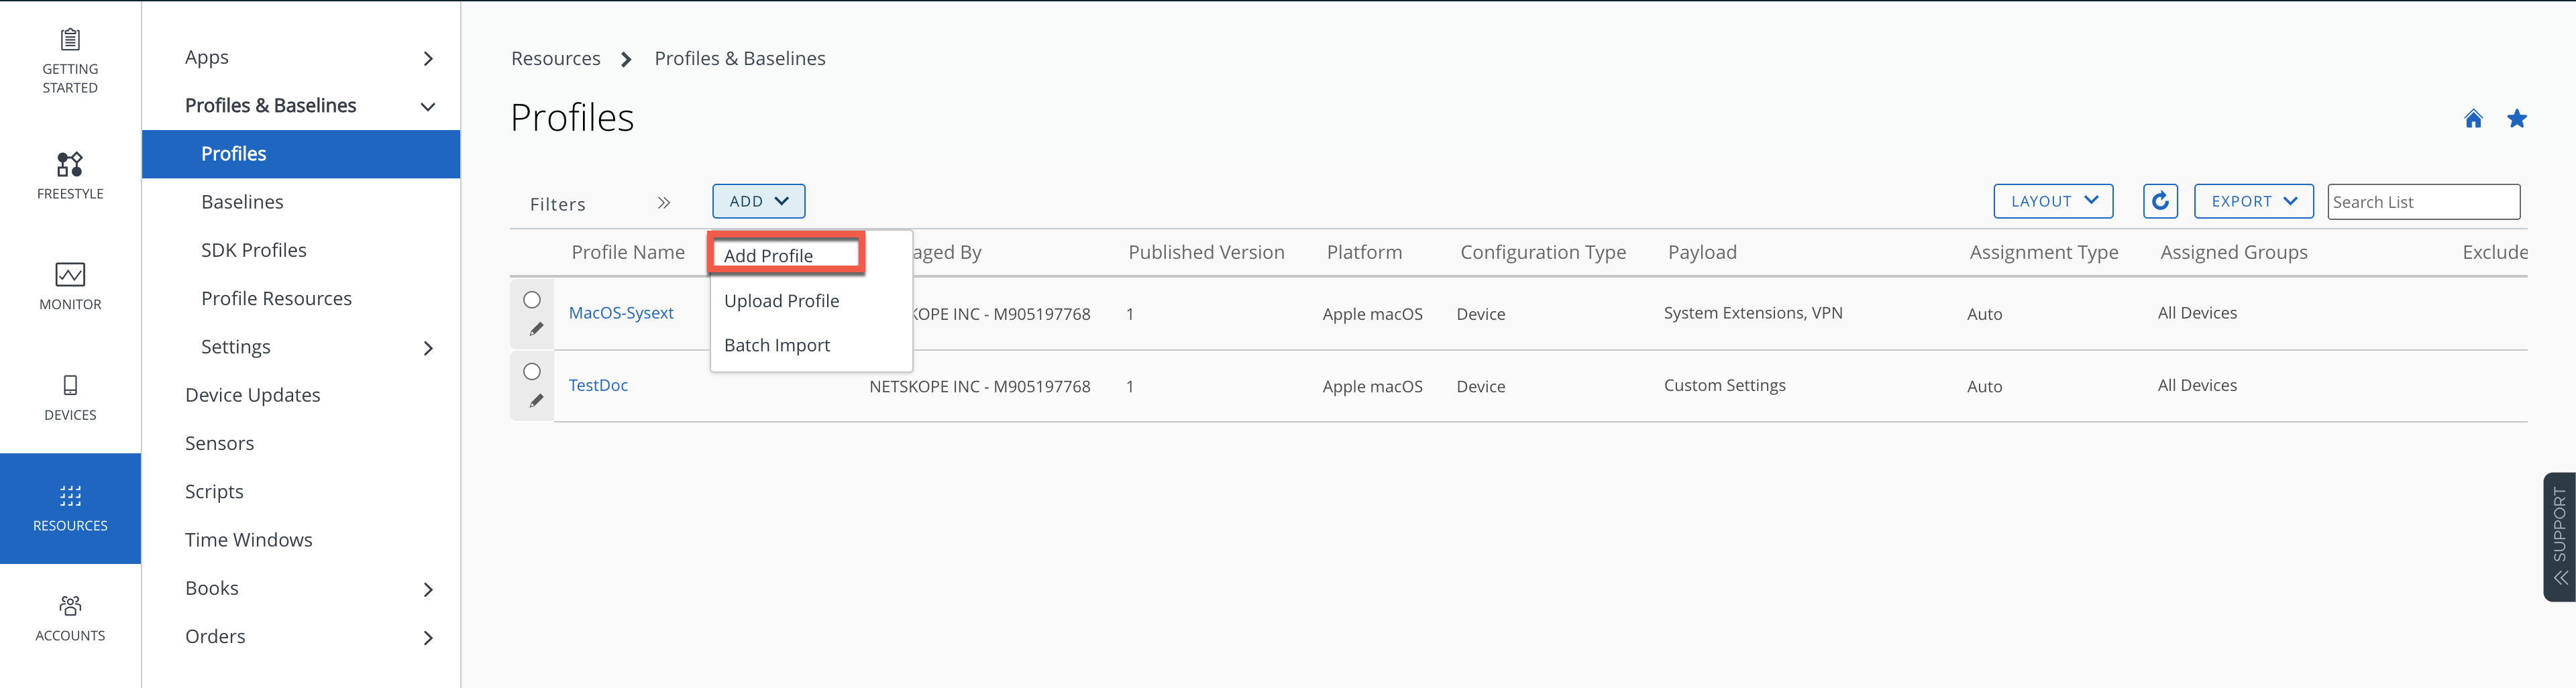 GETTING
STARTED
FREESTYLE
MONITOR
DEVICES
RESOURCES
ACCOUNTS
Apps
Profiles & Baselines
Profiles
Baselines
SDK Profiles
Profile Resources
Settings
Device Updates
Sensors
Scripts
Time Windows
Books
Orders
Resources Profiles & Baselines
Profiles
Filters ADD LAYOUT EXPORT Search List
Profile Name aged By Published Version Platform Configuration Type Payload Assignment Type Assigned Groups Exclude
Add Profile
Upload Profile
Batch Import
MacOS-Sysext KOPE INC - M905197768 1 Apple macOS Device System Extensions, VPN Auto All Devices
TestDoc NETSKOPE INC - M905197768 1 Apple macOS Device Custom Settings Auto All Devices
SUPPORT